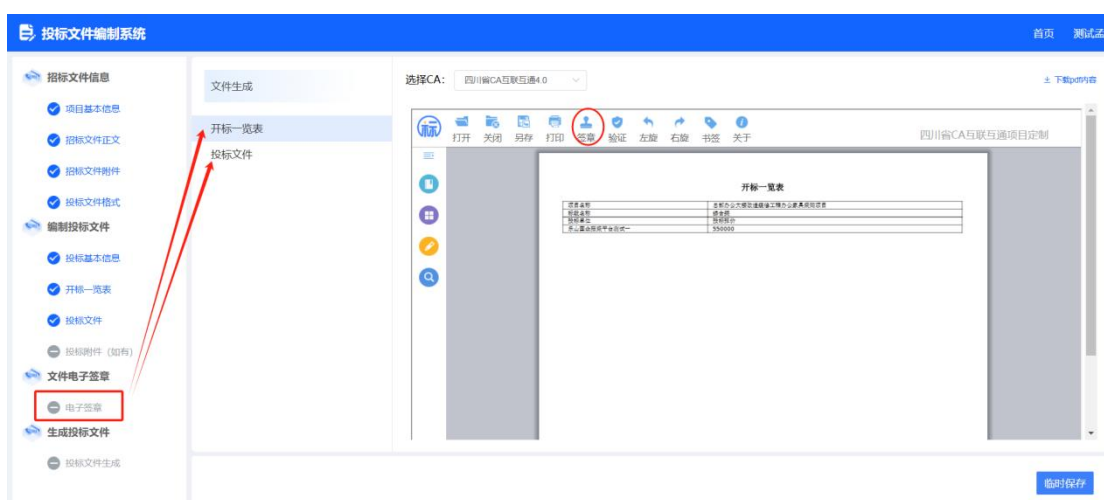 投标文件编制系统
首页
测试孟
招标文件信息
项目基本信息
招标文件正文
招标文件附件
投标文件格式
编制投标文件
投标基本信息
开标一览表
投标文件
投标附件（如有）
文件电子签章
电子签章
生成投标文件
投标文件生成
文件生成
开标一览表
投标文件
选择CA： 四川省CA互联互通4.0
下载pdf内容
标
打开 关闭 另存 打印 签章 验证 左旋 右旋 书签 关于
四川省CA互联互通项目定制
开标一览表
项目名称
标段名称
投标单位 投标报价
550000
临时保存